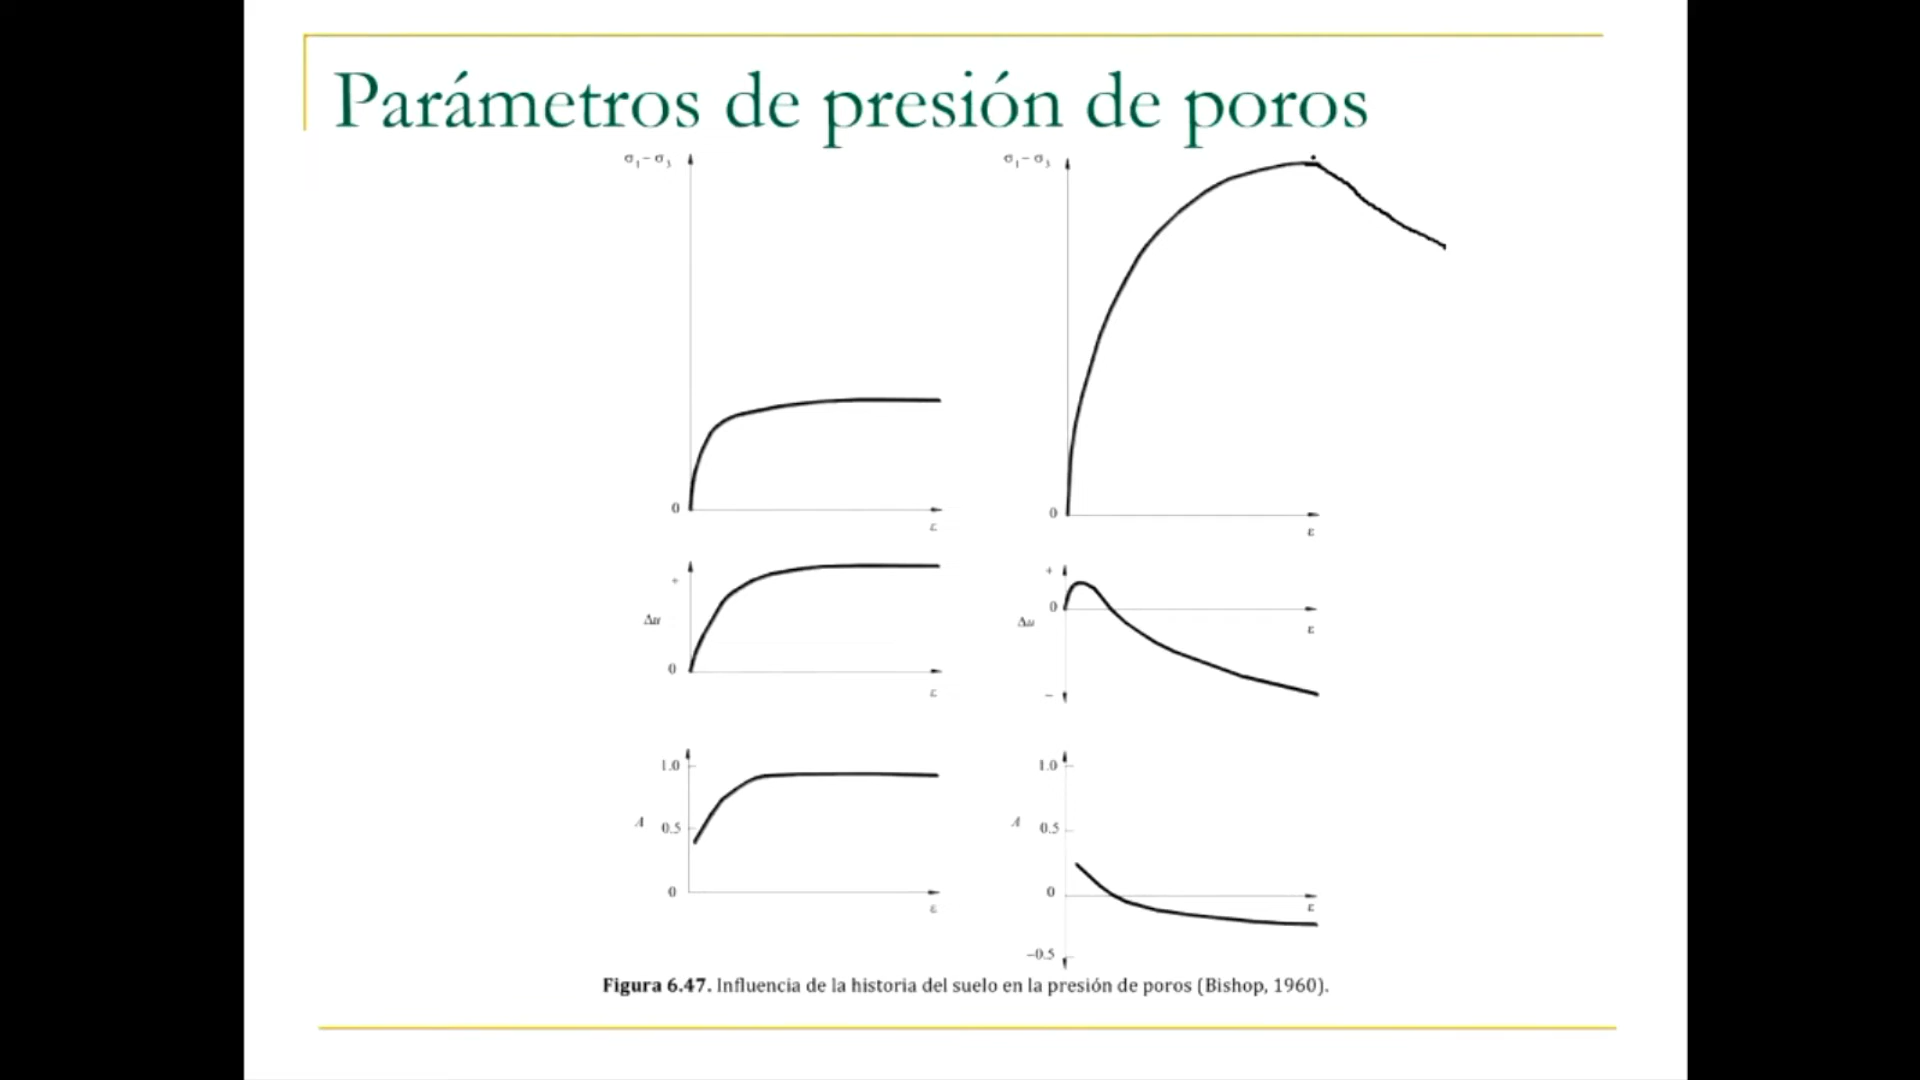 Parámetros de presión de poros
σ₁ – σ₃
σ₁ – σ₃
0
ε
0
ε
+
Δu
0
ε
+
0
Δu
ε
–
1.0
A
0.5
0
ε
1.0
A
0.5
0
ε
–0.5
Figura 6.47. Influencia de la historia del suelo en la presión de poros (Bishop, 1960).